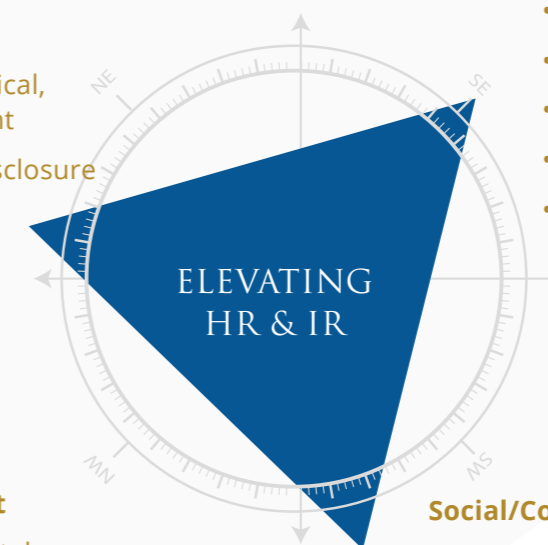 ical,
nt
sclosure
NE
SE
ELEVATING
HR & IR
NW
SW
t
Social/Co